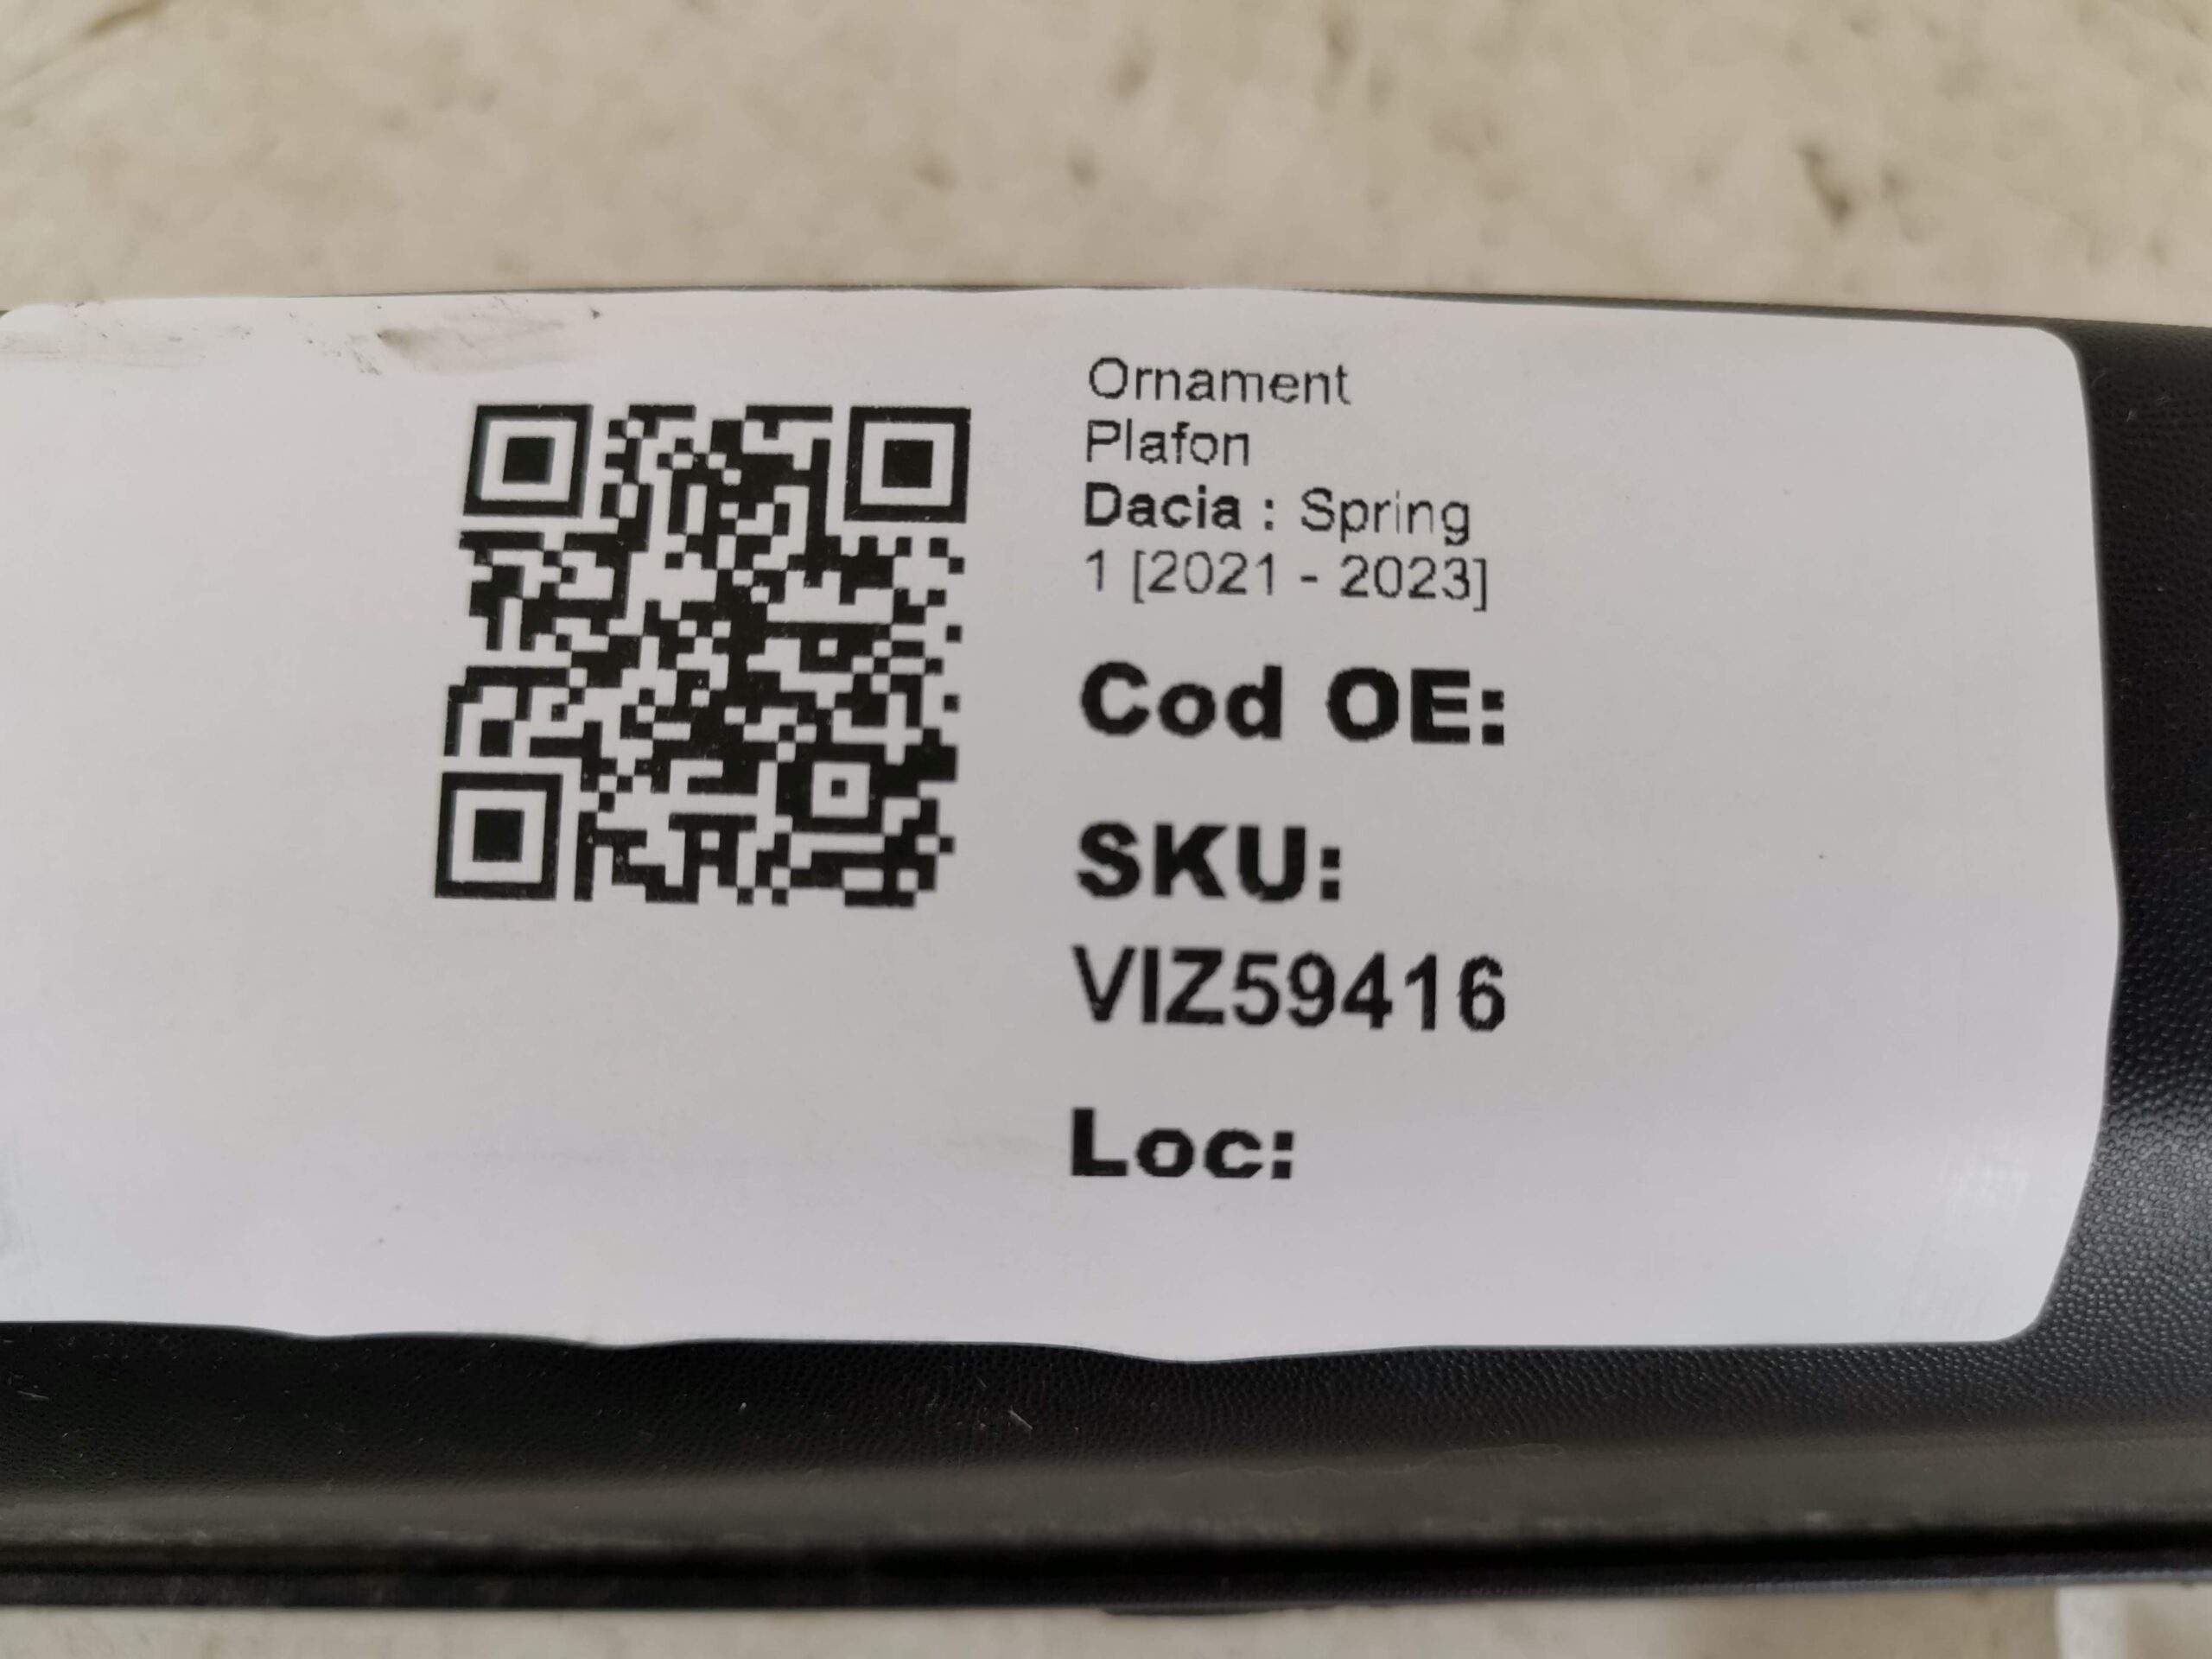 Ornament
Plafon
Dacia : Spring
1 [2021 - 2023]
Cod OE:
SKU:
VIZ59416
Loc: